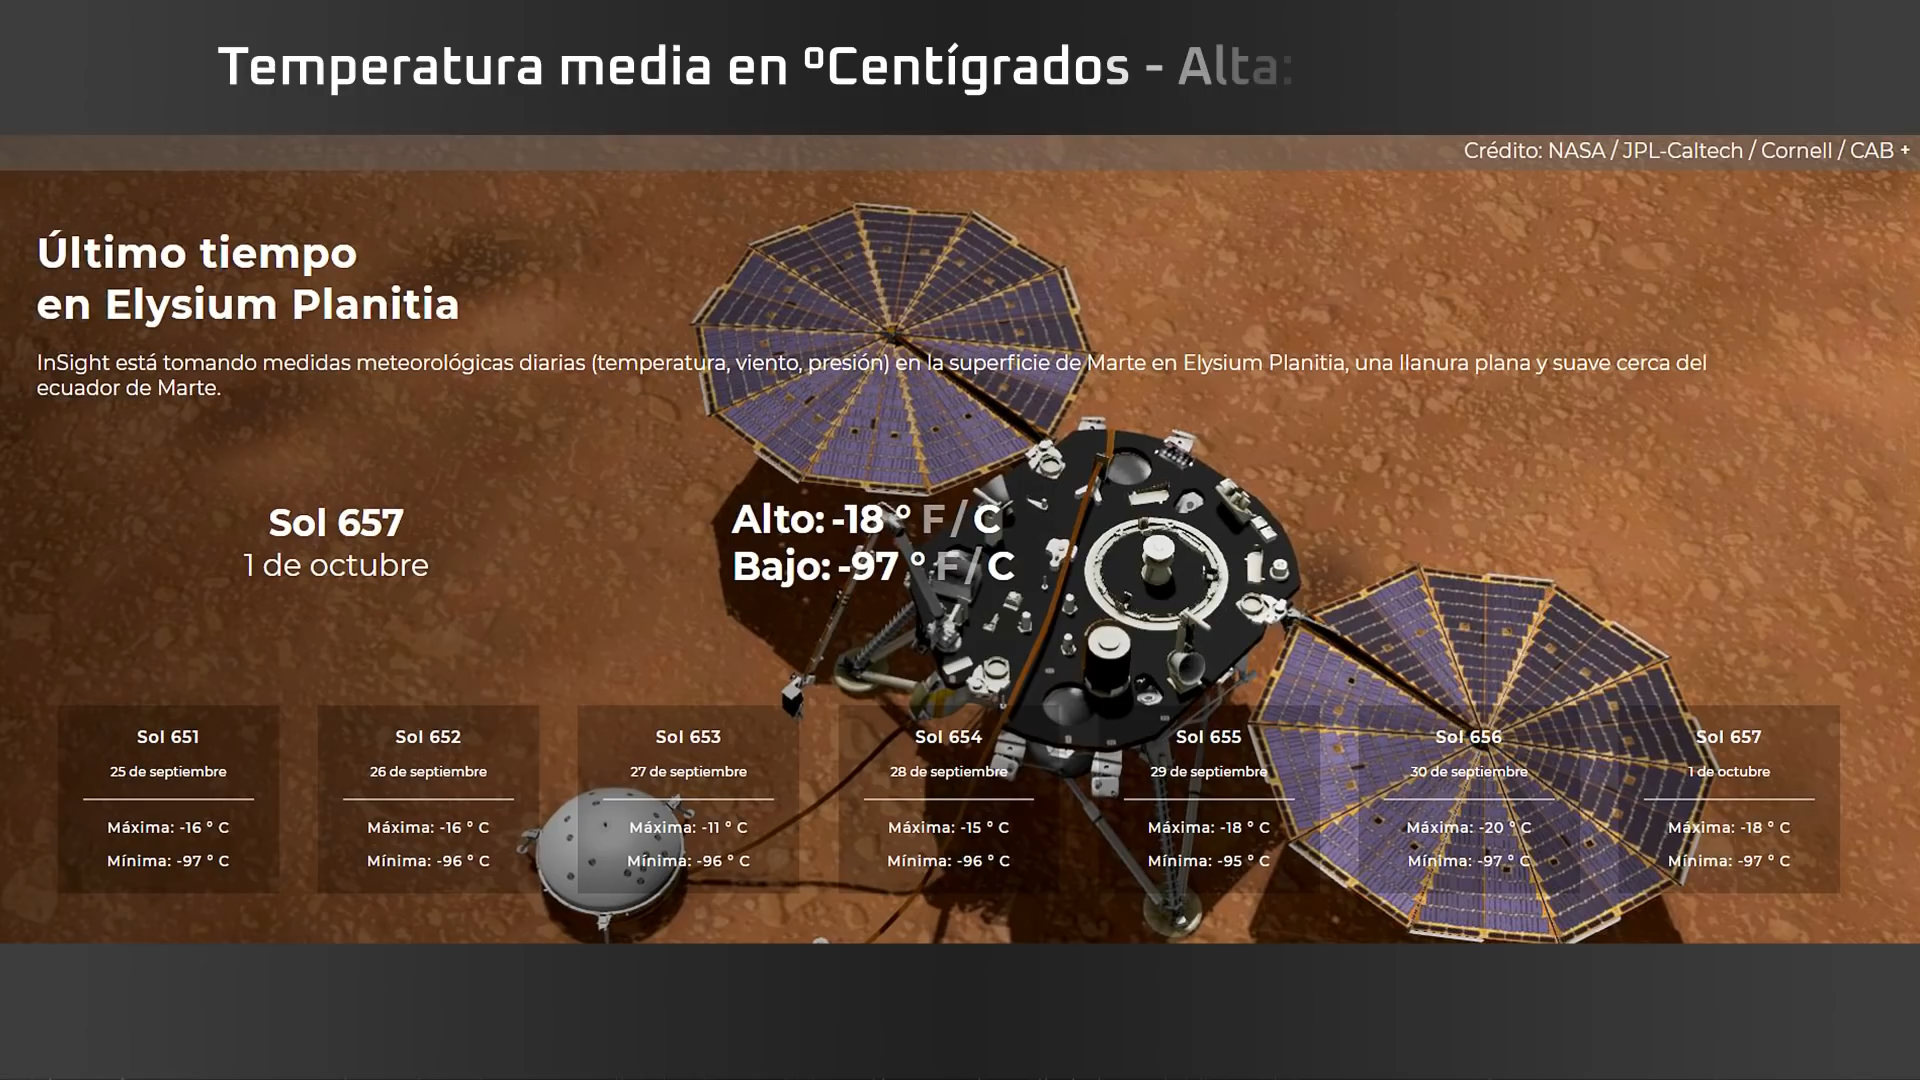 Temperatura media en ºCentígrados - Alta:
Crédito: NASA / JPL-Caltech / Cornell / CAB +
Último tiempo
en Elysium Planitia
InSight está tomando medidas meteorológicas diarias (temperatura, viento, presión) en la superficie de Marte en Elysium Planitia, una llanura plana y suave cerca del
ecuador de Marte.
Sol 657
1 de octubre
Alto: -18 ° F / C
Bajo: -97 ° F / C
Sol 651
25 de septiembre
Máxima: -16 ° C
Mínima: -97 ° C
Sol 652
26 de septiembre
Máxima: -16 ° C
Mínima: -96 ° C
Sol 653
27 de septiembre
Máxima: -11 ° C
Mínima: -96 ° C
Sol 654
28 de septiembre
Máxima: -15 ° C
Mínima: -96 ° C
Sol 655
29 de septiembre
Máxima: -18 ° C
Mínima: -95 ° C
Sol 656
30 de septiembre
Máxima: -20 ° C
Mínima: -97 ° C
Sol 657
1 de octubre
Máxima: -18 ° C
Mínima: -97 ° C